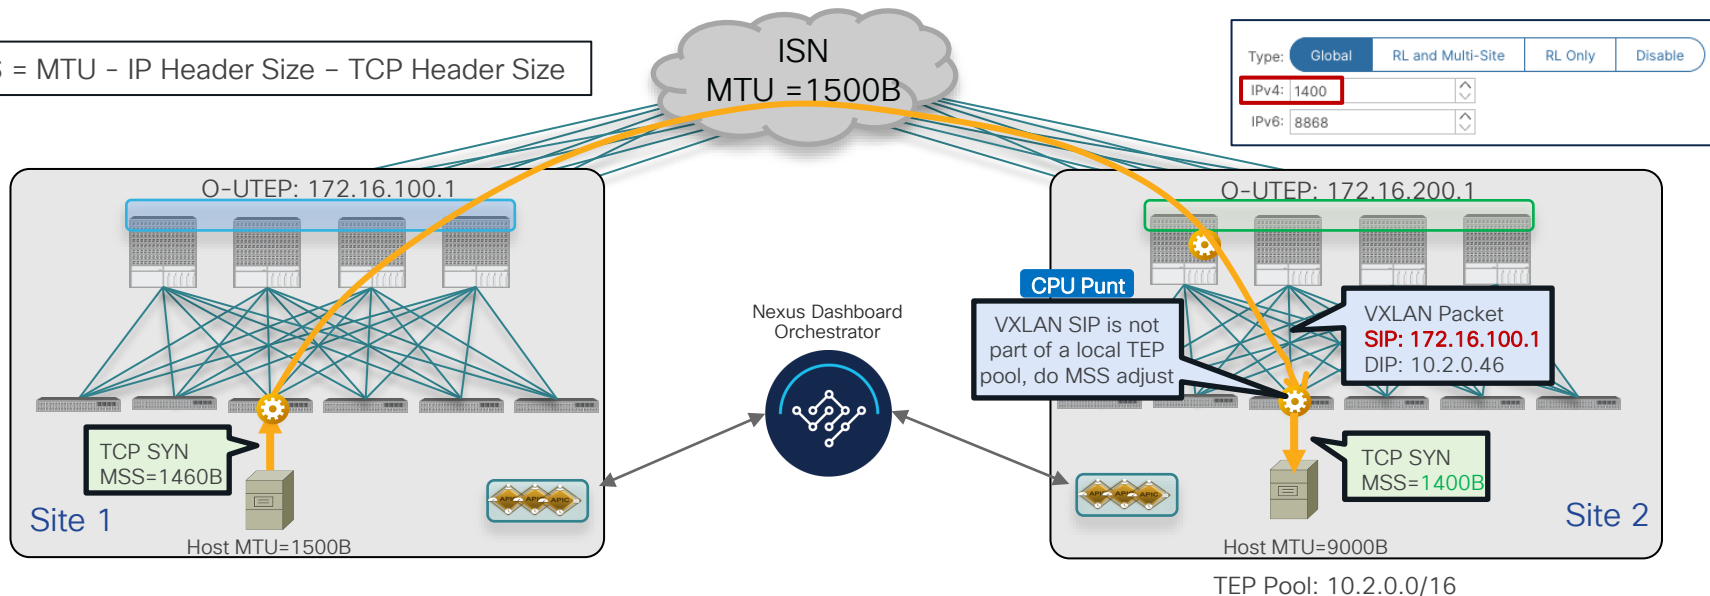 = MTU - IP Header Size – TCP Header Size
ISN
MTU =1500B
Type: Global RL and Multi-Site RL Only Disable
IPv4: 1400
IPv6: 8868
O-UTEP: 172.16.100.1
O-UTEP: 172.16.200.1
CPU Punt
VXLAN SIP is not
part of a local TEP
pool, do MSS adjust
VXLAN Packet
SIP: 172.16.100.1
DIP: 10.2.0.46
Nexus Dashboard
Orchestrator
TCP SYN
MSS=1460B
TCP SYN
MSS=1400B
APIC
APIC
Site 1
Site 2
Host MTU=1500B
Host MTU=9000B
TEP Pool: 10.2.0.0/16